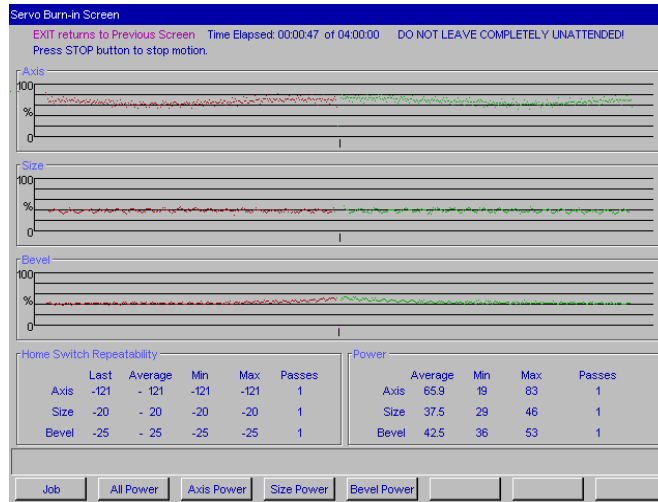 Servo Burn-in Screen
EXIT returns to Previous Screen Time Elapsed: 00:00:47 of 04:00:00 DO NOT LEAVE COMPLETELY UNATTENDED!
Press STOP button to stop motion.
Axis
100
%
0
Size
100
%
0
Bevel
100
%
0
Home Switch Repeatability
Last Average Min Max Passes
Axis -121 - 121 -121 -121 1
Size -20 - 20 -20 -20 1
Bevel -25 - 25 -25 -25 1
Power
Average Min Max Passes
Axis 65.9 19 83 1
Size 37.5 29 46 1
Bevel 42.5 36 53 1
Job All Power Axis Power Size Power Bevel Power